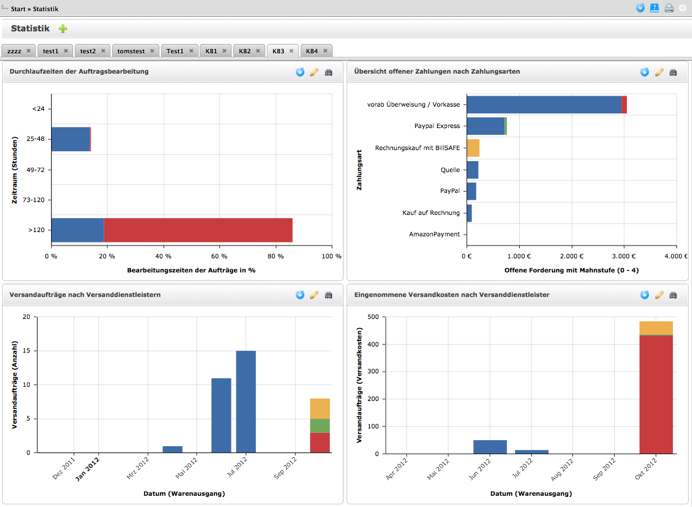 Start » Statistik
Statistik
zzzz test1 test2 tomstest Test1 KB1 KB2 KB3 KB4
Durchlaufzeiten der Auftragsbearbeitung
Zeitraum (Stunden)
<24
25-48
49-72
73-120
>120
0 % 20 % 40 % 60 % 80 % 100 %
Bearbeitungszeiten der Aufträge in %
Übersicht offener Zahlungen nach Zahlungsarten
Zahlungsart
vorab Überweisung / Vorkasse
Paypal Express
Rechnungskauf mit BillSAFE
Quelle
PayPal
Kauf auf Rechnung
AmazonPayment
0 € 1.000 € 2.000 € 3.000 € 4.000 €
Offene Forderung mit Mahnstufe (0 - 4)
Versandaufträge nach Versanddienstleistern
Versandaufträge (Anzahl)
20
15
10
5
0
Dez 2011 Jan 2012 Mrz 2012 Mai 2012 Jul 2012 Sep 2012
Datum (Warenausgang)
Eingenommene Versandkosten nach Versanddienstleister
Versandaufträge (Versandkosten)
500
400
300
200
100
0
Apr 2012 Mai 2012 Jun 2012 Jul 2012 Aug 2012 Sep 2012 Okt 2012
Datum (Warenausgang)